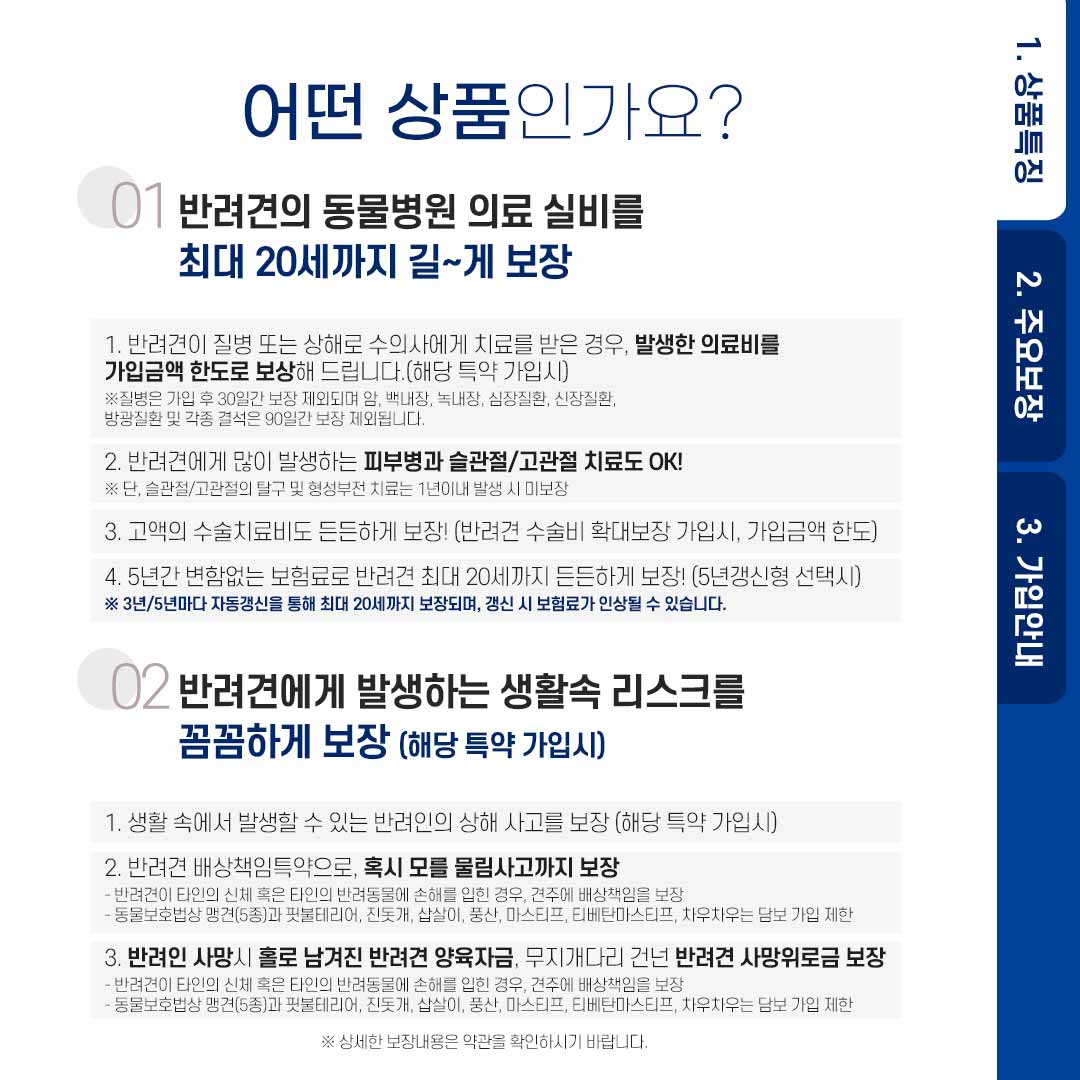 어떤 상품인가요?
01 반려견의 동물병원 의료 실비를
최대 20세까지 길~게 보장
1. 반려견이 질병 또는 상해로 수의사에게 치료를 받은 경우, 발생한 의료비를
가입금액 한도로 보상해 드립니다.(해당 특약 가입시)
※질병은 가입 후 30일간 보장 제외되며 암, 백내장, 녹내장, 심장질환, 신장질환,
방광질환 및 각종 결석은 90일간 보장 제외됩니다.
2. 반려견에게 많이 발생하는 피부병과 슬관절/고관절 치료도 OK!
※ 단, 슬관절/고관절의 탈구 및 형성부전 치료는 1년이내 발생 시 미보장
3. 고액의 수술치료비도 든든하게 보장! (반려견 수술비 확대보장 가입시, 가입금액 한도)
4. 5년간 변함없는 보험료로 반려견 최대 20세까지 든든하게 보장! (5년갱신형 선택시)
※ 3년/5년마다 자동갱신을 통해 최대 20세까지 보장되며, 갱신 시 보험료가 인상될 수 있습니다.
02 반려견에게 발생하는 생활속 리스크를
꼼꼼하게 보장 (해당 특약 가입시)
1. 생활 속에서 발생할 수 있는 반려인의 상해 사고를 보장 (해당 특약 가입시)
2. 반려견 배상책임특약으로, 혹시 모를 물림사고까지 보장
- 반려견이 타인의 신체 혹은 타인의 반려동물에 손해를 입힌 경우, 견주에 배상책임을 보장
- 동물보호법상 맹견(5종)과 핏불테리어, 진돗개, 삽살이, 풍산, 마스티프, 티베탄마스티프, 차우차우는 담보 가입 제한
3. 반려인 사망시 홀로 남겨진 반려견 양육자금, 무지개다리 건넌 반려견 사망위로금 보장
- 반려견이 타인의 신체 혹은 타인의 반려동물에 손해를 입힌 경우, 견주에 배상책임을 보장
- 동물보호법상 맹견(5종)과 핏불테리어, 진돗개, 삽살이, 풍산, 마스티프, 티베탄마스티프, 차우차우는 담보 가입 제한
※ 상세한 보장내용은 약관을 확인하시기 바랍니다.
1. 상품특징
2. 주요보장
3. 가입안내